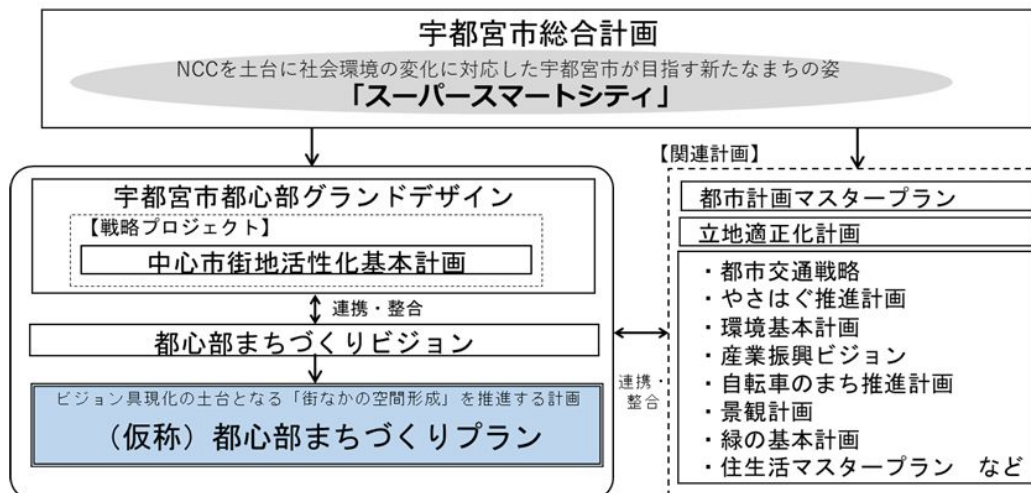 宇都宮市総合計画
NCCを土台に社会環境の変化に対応した宇都宮市が目指す新たなまちの姿
「スーパースマートシティ」
宇都宮市都心部グランドデザイン
【戦略プロジェクト】
中心市街地活性化基本計画
連携・整合
都心部まちづくりビジョン
ビジョン具現化の土台となる「街なかの空間形成」を推進する計画
（仮称）都心部まちづくりプラン
連携・
整合
【関連計画】
都市計画マスタープラン
立地適正化計画
・都市交通戦略
・やさはぐ推進計画
・環境基本計画
・産業振興ビジョン
・自転車のまち推進計画
・景観計画
・緑の基本計画
・住生活マスタープラン　など